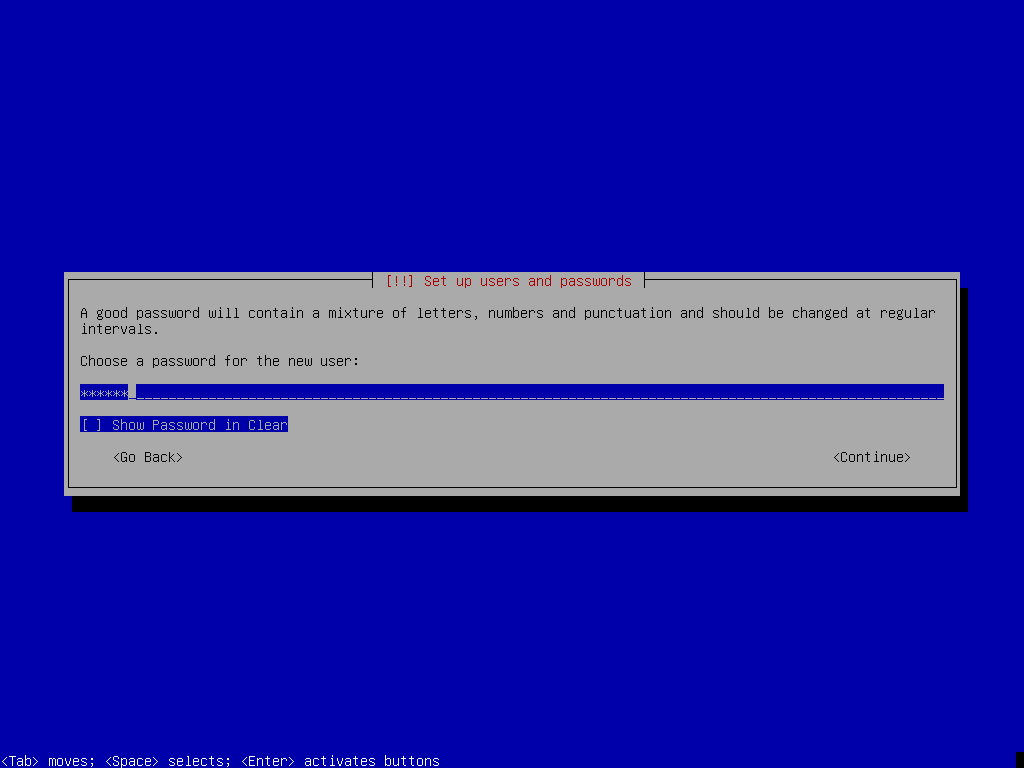 [!!] Set up users and passwords
A good password will contain a mixture of letters, numbers and punctuation and should be changed at regular
intervals.
Choose a password for the new user:
******
[ ] Show Password in Clear
<Go Back> <Continue>
<Tab> moves; <Space> selects; <Enter> activates buttons